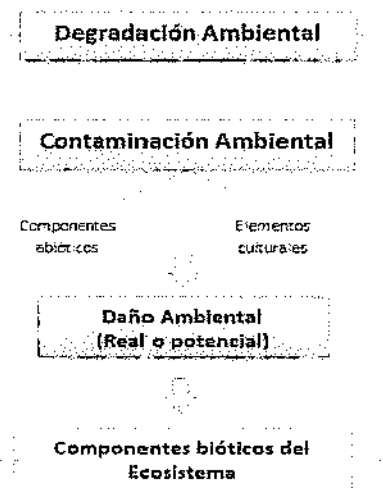 Degradación Ambiental
Contaminación Ambiental
Componentes
abióticos
Elementos
culturales
Daño Ambiental
(Real o potencial)
Componentes bióticos del
Ecosistema